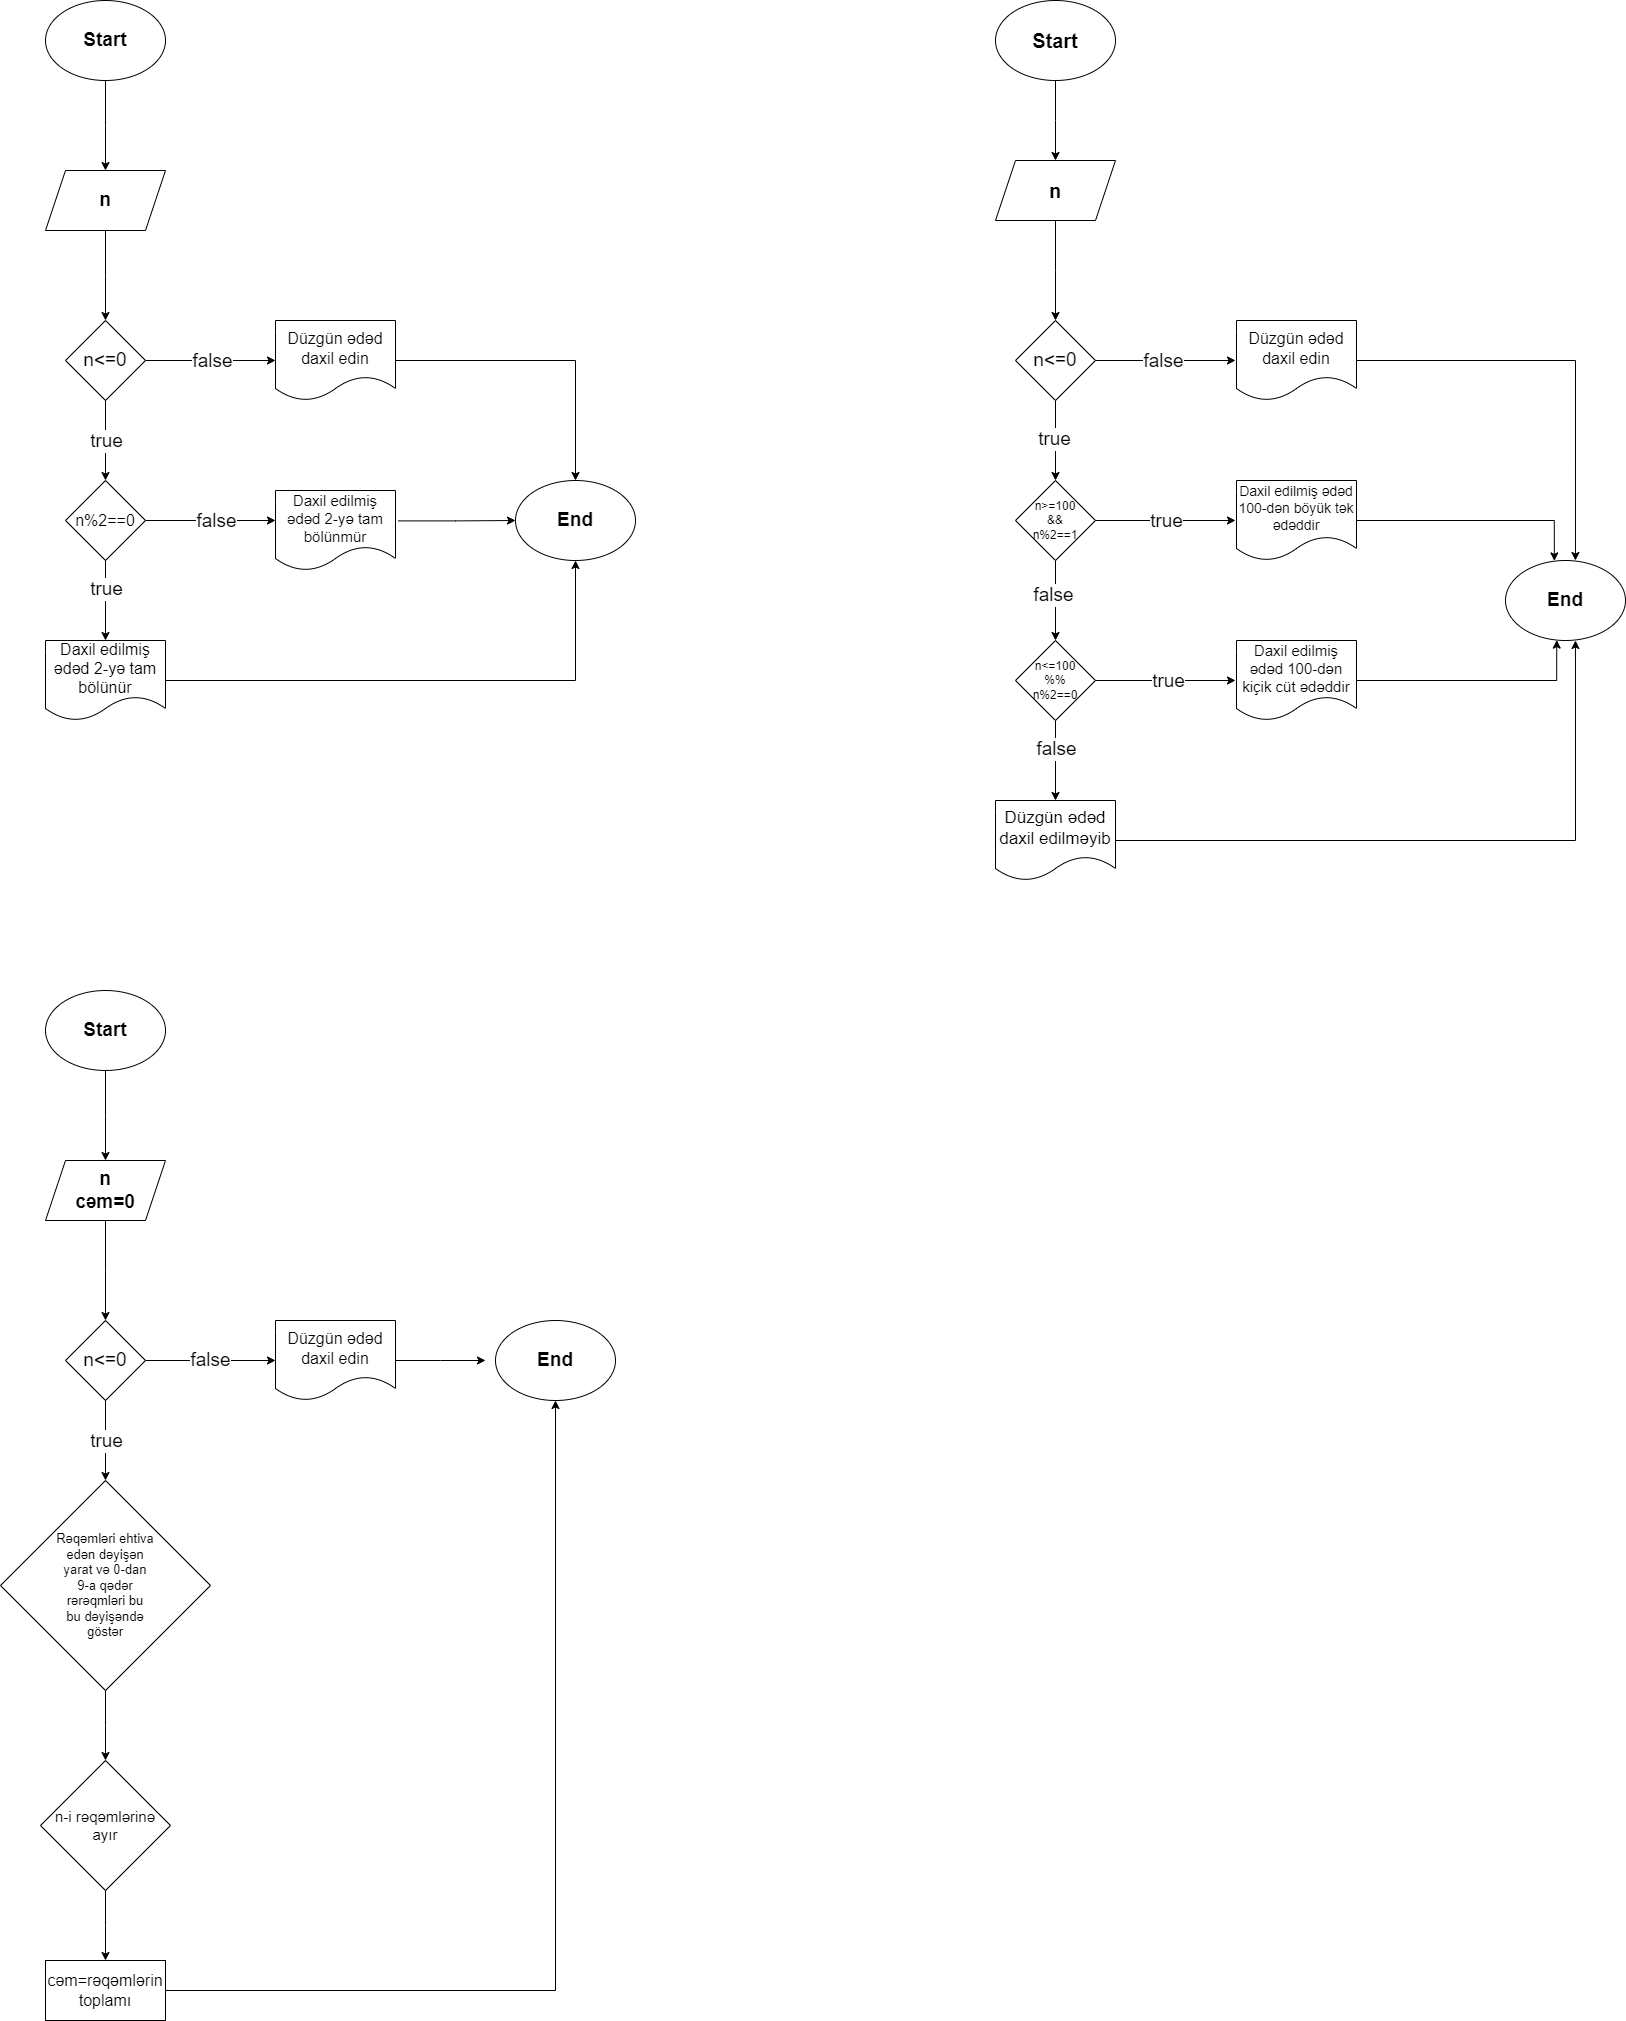 Start
n
n<=0
false
Düzgün ədəd
daxil edin
true
n%2==0
false
Daxil edilmiş
ədəd 2-yə tam
bölünmür
End
true
Daxil edilmiş
ədəd 2-yə tam
bölünür
Start
n
n<=0
false
Düzgün ədəd
daxil edin
true
n>=100
&&
n%2==1
true
Daxil edilmiş ədəd
100-dən böyük tək
ədəddir
End
false
n<=100
%%
n%2==0
true
Daxil edilmiş
ədəd 100-dən
kiçik cüt ədəddir
false
Düzgün ədəd
daxil edilməyib
Start
n
cəm=0
n<=0
false
Düzgün ədəd
daxil edin
End
true
Rəqəmləri ehtiva
edən dəyişən
yarat və 0-dan
9-a qədər
rərəqmləri bu
bu dəyişəndə
göstər
n-i rəqəmlərinə
ayır
cəm=rəqəmlərin
toplamı